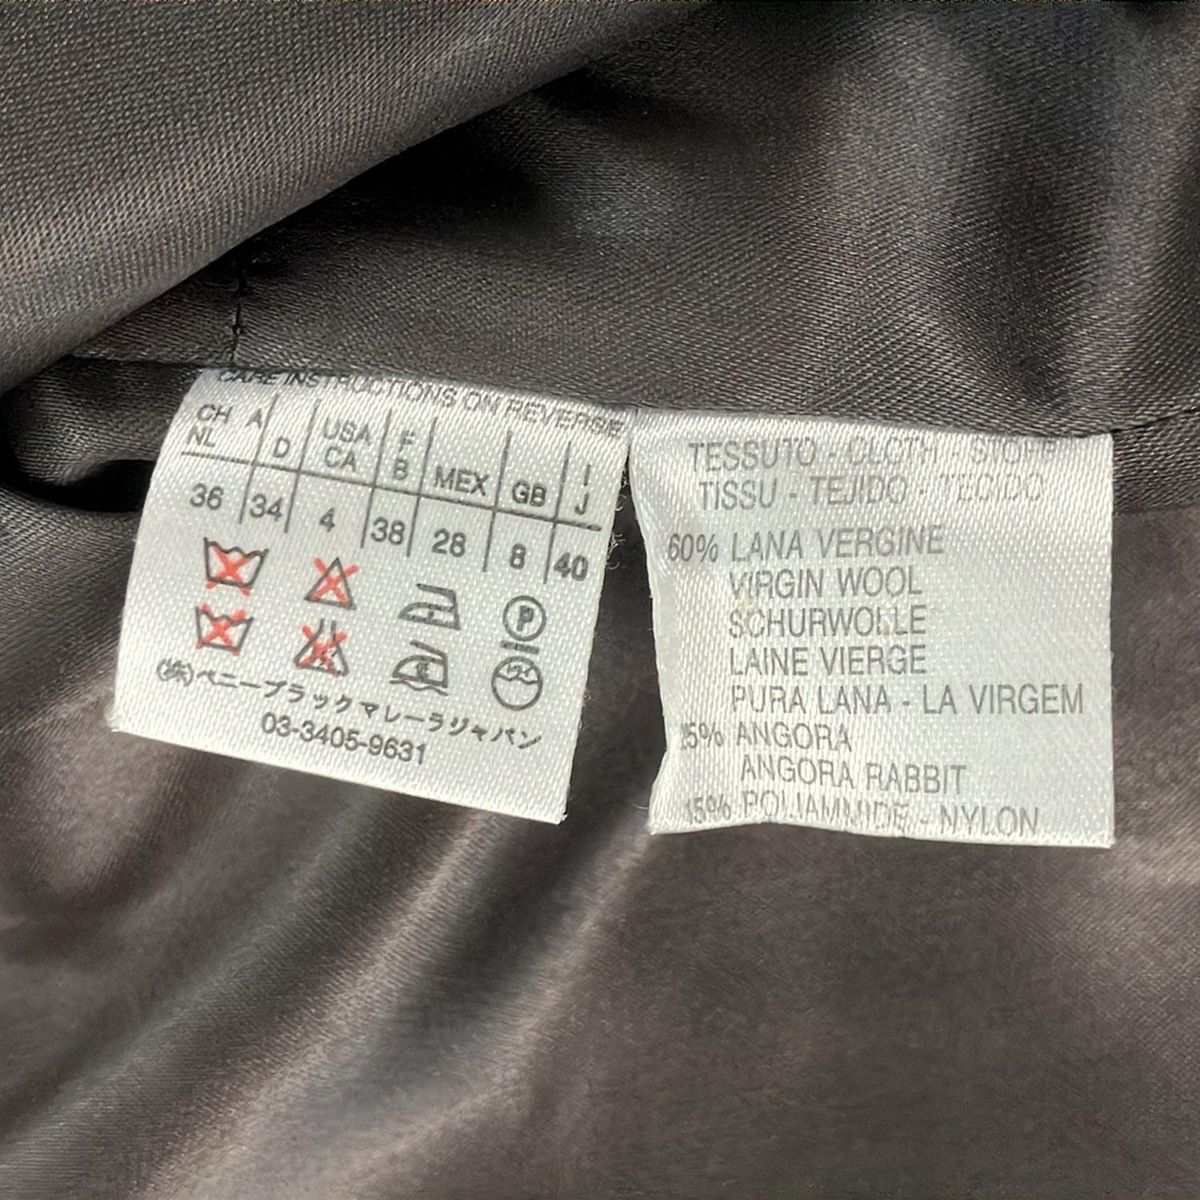 CARE INSTRUCTIONS ON REVERSE
CH A USA F I
NL D CA B MEX GB J
36 34 4 38 28 8 40
P
(株)ベニーブラックマレーラジャパン
03-3405-9631
TESSUTO - CLOTH - STOFF
TISSU - TEJIDO - TECIDO
60% LANA VERGINE
VIRGIN WOOL
SCHURWOLLE
LAINE VIERGE
PURA LANA - LA VIRGEM
25% ANGORA
ANGORA RABBIT
15% POLIAMMIDE - NYLON